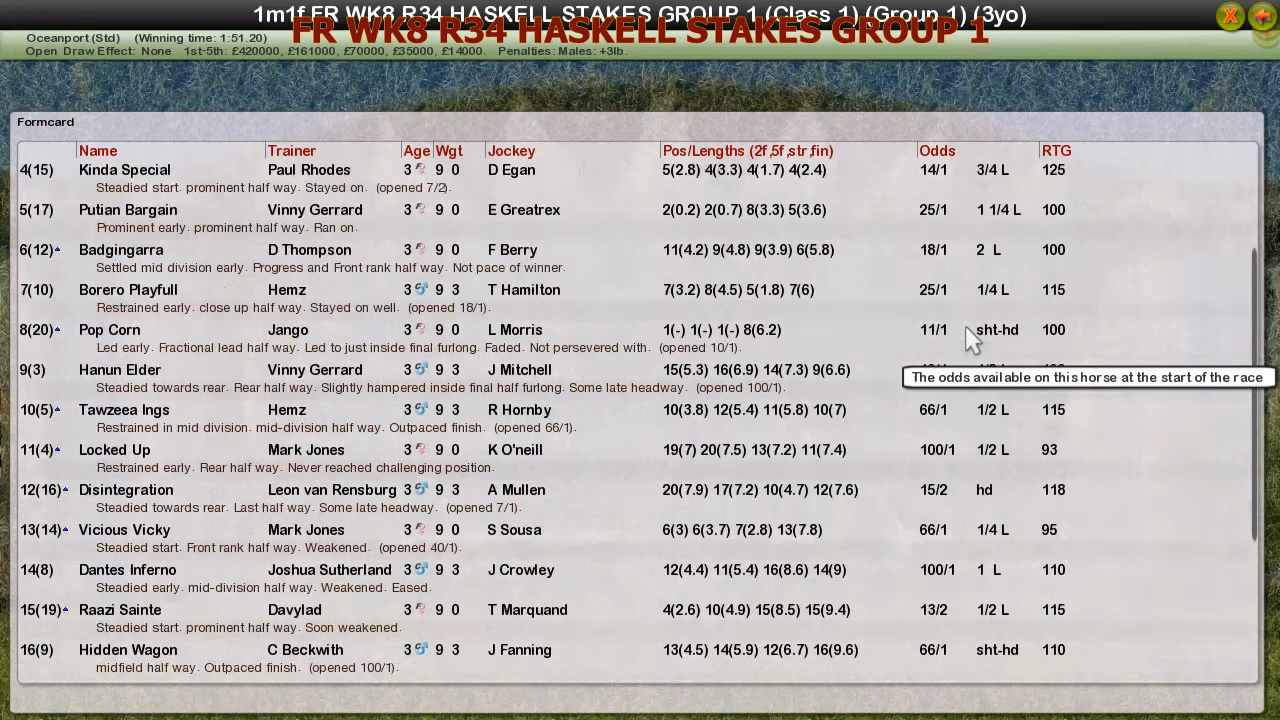 1m1f FR WK8 R34 HASKELL STAKES GROUP 1 (Class 1) (Group 1) (3yo)
FR WK8 R34 HASKELL STAKES GROUP 1
Oceanport(Std) (Winning time: 1:51.20)
Open Draw Effect: None 1st-5th: £420000, £161000, £70000, £35000, £14000. Penalties: Males: +3lb.
Formcard
Name Trainer Age Wgt Jockey Pos/Lengths (2f,5f,str,fin) Odds RTG
4(15) Kinda Special Paul Rhodes 3 9 0 D Egan 5(2.8) 4(3.3) 4(1.7) 4(2.4) 14/1 3/4 L 125
Steadied start. prominent half way. Stayed on. (opened 7/2).
5(17) Putian Bargain Vinny Gerrard 3 9 0 E Greatrex 2(0.2) 2(0.7) 8(3.3) 5(3.6) 25/1 1 1/4 L 100
Prominent early. prominent half way. Ran on.
6(12) Badgingarra D Thompson 3 9 0 F Berry 11(4.2) 9(4.8) 9(3.9) 6(5.8) 18/1 2 L 100
Settled mid division early. Progress and Front rank half way. Not pace of winner.
7(10) Borero Playfull Hemz 3 9 3 T Hamilton 7(3.2) 8(4.5) 5(1.8) 7(6) 25/1 1/4 L 115
Restrained early. close up half way. Stayed on well. (opened 18/1).
8(20) Pop Corn Jango 3 9 0 L Morris 1(-) 1(-) 1(-) 8(6.2) 11/1 sht-hd 100
Led early. Fractional lead half way. Led to just inside final furlong. Faded. Not persevered with. (opened 10/1).
9(3) Hanun Elder Vinny Gerrard 3 9 3 J Mitchell 15(5.3) 16(6.9) 14(7.3) 9(6.6)
The odds available on this horse at the start of the race
Steadied towards rear. Rear half way. Slightly hampered inside final half furlong. Some late headway. (opened 100/1).
10(5) Tawzeea Ings Hemz 3 9 3 R Hornby 10(3.8) 12(5.4) 11(5.8) 10(7) 66/1 1/2 L 115
Restrained in mid division. mid-division half way. Outpaced finish. (opened 66/1).
11(4) Locked Up Mark Jones 3 9 0 K O'neill 19(7) 20(7.5) 13(7.2) 11(7.4) 100/1 1/2 L 93
Restrained early. Rear half way. Never reached challenging position.
12(16) Disintegration Leon van Rensburg 3 9 3 A Mullen 20(7.9) 17(7.2) 10(4.7) 12(7.6) 15/2 hd 118
Steadied towards rear. Last half way. Some late headway. (opened 7/1).
13(14) Vicious Vicky Mark Jones 3 9 0 S Sousa 6(3) 6(3.7) 7(2.8) 13(7.8) 66/1 1/4 L 95
Steadied start. Front rank half way. Weakened. (opened 40/1).
14(8) Dantes Inferno Joshua Sutherland 3 9 3 J Crowley 12(4.4) 11(5.4) 16(8.6) 14(9) 100/1 1 L 110
Steadied early. mid-division half way. Weakened. Eased.
15(19) Raazi Sainte Davylad 3 9 0 T Marquand 4(2.6) 10(4.9) 15(8.5) 15(9.4) 13/2 1/2 L 115
Steadied start. prominent half way. Soon weakened.
16(9) Hidden Wagon C Beckwith 3 9 3 J Fanning 13(4.5) 14(5.9) 12(6.7) 16(9.6) 66/1 sht-hd 110
midfield half way. Outpaced finish. (opened 100/1).